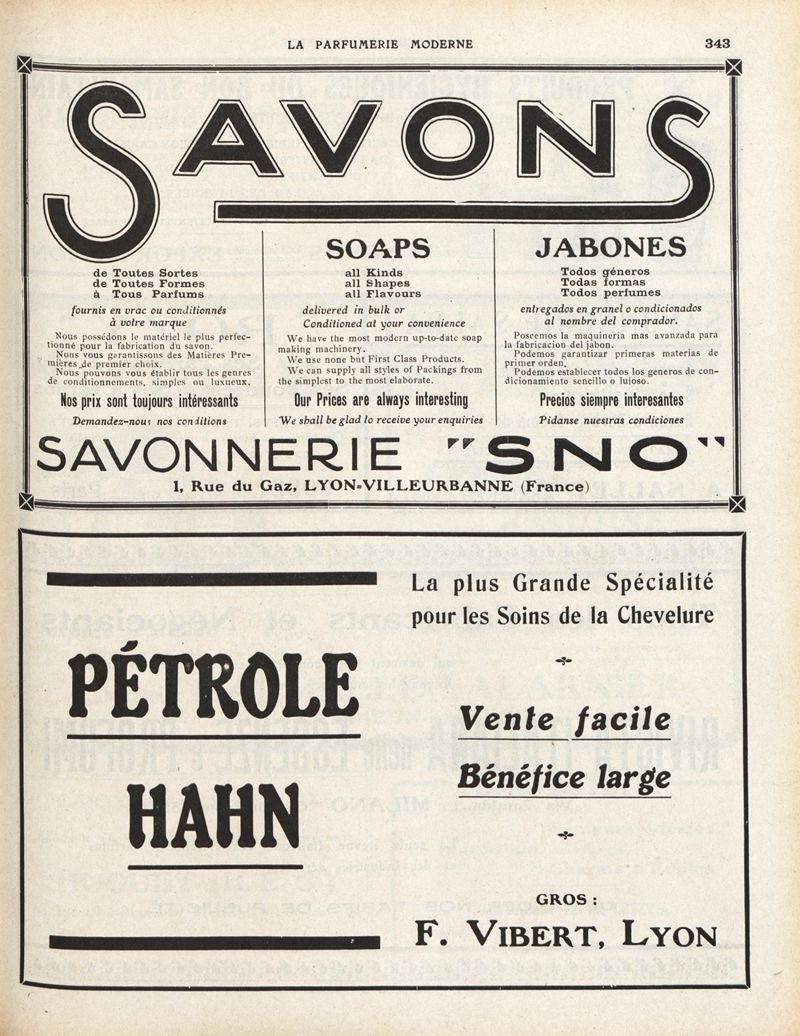 LA PARFUMERIE MODERNE
343
SAVONS
de Toutes Sortes
de Toutes Formes
à Tous Parfums
fournis en vrac ou conditionnés
à votre marque
Nous possédons le matériel le plus perfec-
tionné pour la fabrication du savon.
Nous vous garantissons des Matières Pre-
mières de premier choix.
Nous pouvons vous établir tous les genres
de conditionnements, simples ou luxueux.
Nos prix sont toujours intéressants
Demandez-nous nos conditions
SOAPS
all Kinds
all Shapes
all Flavours
delivered in bulk or
Conditioned at your convenience
We have the most modern up-to-date soap
making machinery.
We use none but First Class Products.
We can supply all styles of Packings from
the simplest to the most elaborate.
Our Prices are always interesting
We shall be glad to receive your enquiries
JABONES
Todos géneros
Todas formas
Todos perfumes
entregados en granel o condicionados
al nombre del comprador.
Poseemos la maquineria mas avanzada para
la fabricacion del jabon.
Podemos garantizar primeras materias de
primer orden.
Podemos establecer todos los generos de con-
dicionamiento sencillo o lujoso.
Precios siempre interesantes
Pidanse nuestras condiciones
SAVONNERIE "SNO"
1, Rue du Gaz, LYON-VILLEURBANNE (France)
PÉTROLE
HAHN
La plus Grande Spécialité
pour les Soins de la Chevelure
Vente facile
Bénéfice large
GROS :
F. VIBERT, LYON